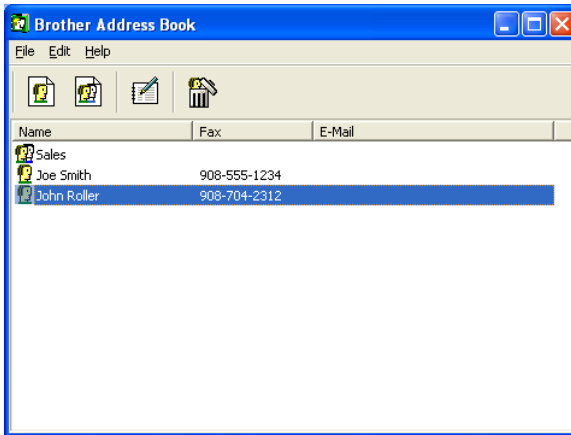 Brother Address Book
File Edit Help
Name Fax E-Mail
Sales
Joe Smith 908-555-1234
John Roller 908-704-2312